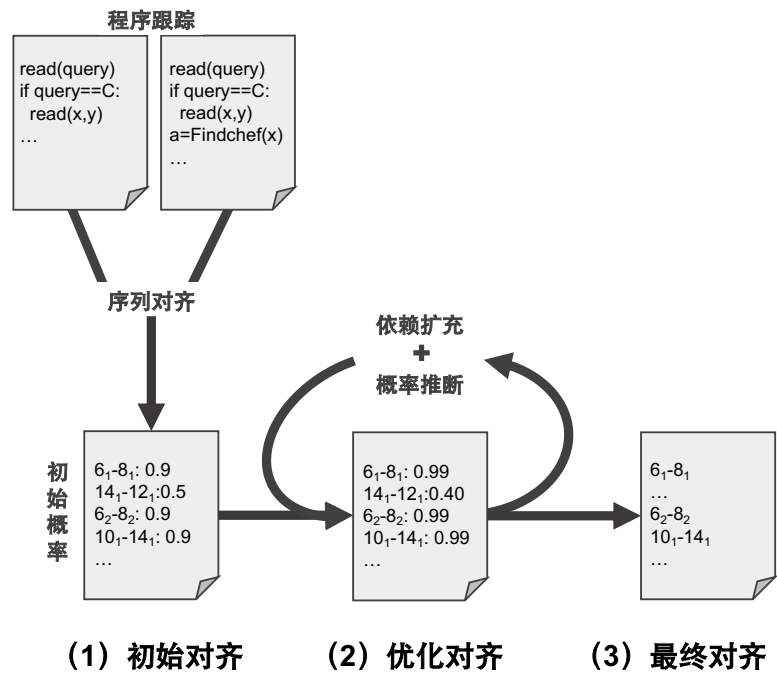 程序跟踪
read(query)
if query==C:
read(x,y)
…
read(query)
if query==C:
read(x,y)
a=Findchef(x)
…
序列对齐
依赖扩充
+
概率推断
初始概率
6₁-8₁: 0.9
14₁-12₁:0.5
6₂-8₂: 0.9
10₁-14₁: 0.9
…
6₁-8₁: 0.99
14₁-12₁:0.40
6₂-8₂: 0.99
10₁-14₁: 0.99
…
6₁-8₁
…
6₂-8₂
10₁-14₁
…
（1）初始对齐
（2）优化对齐
（3）最终对齐